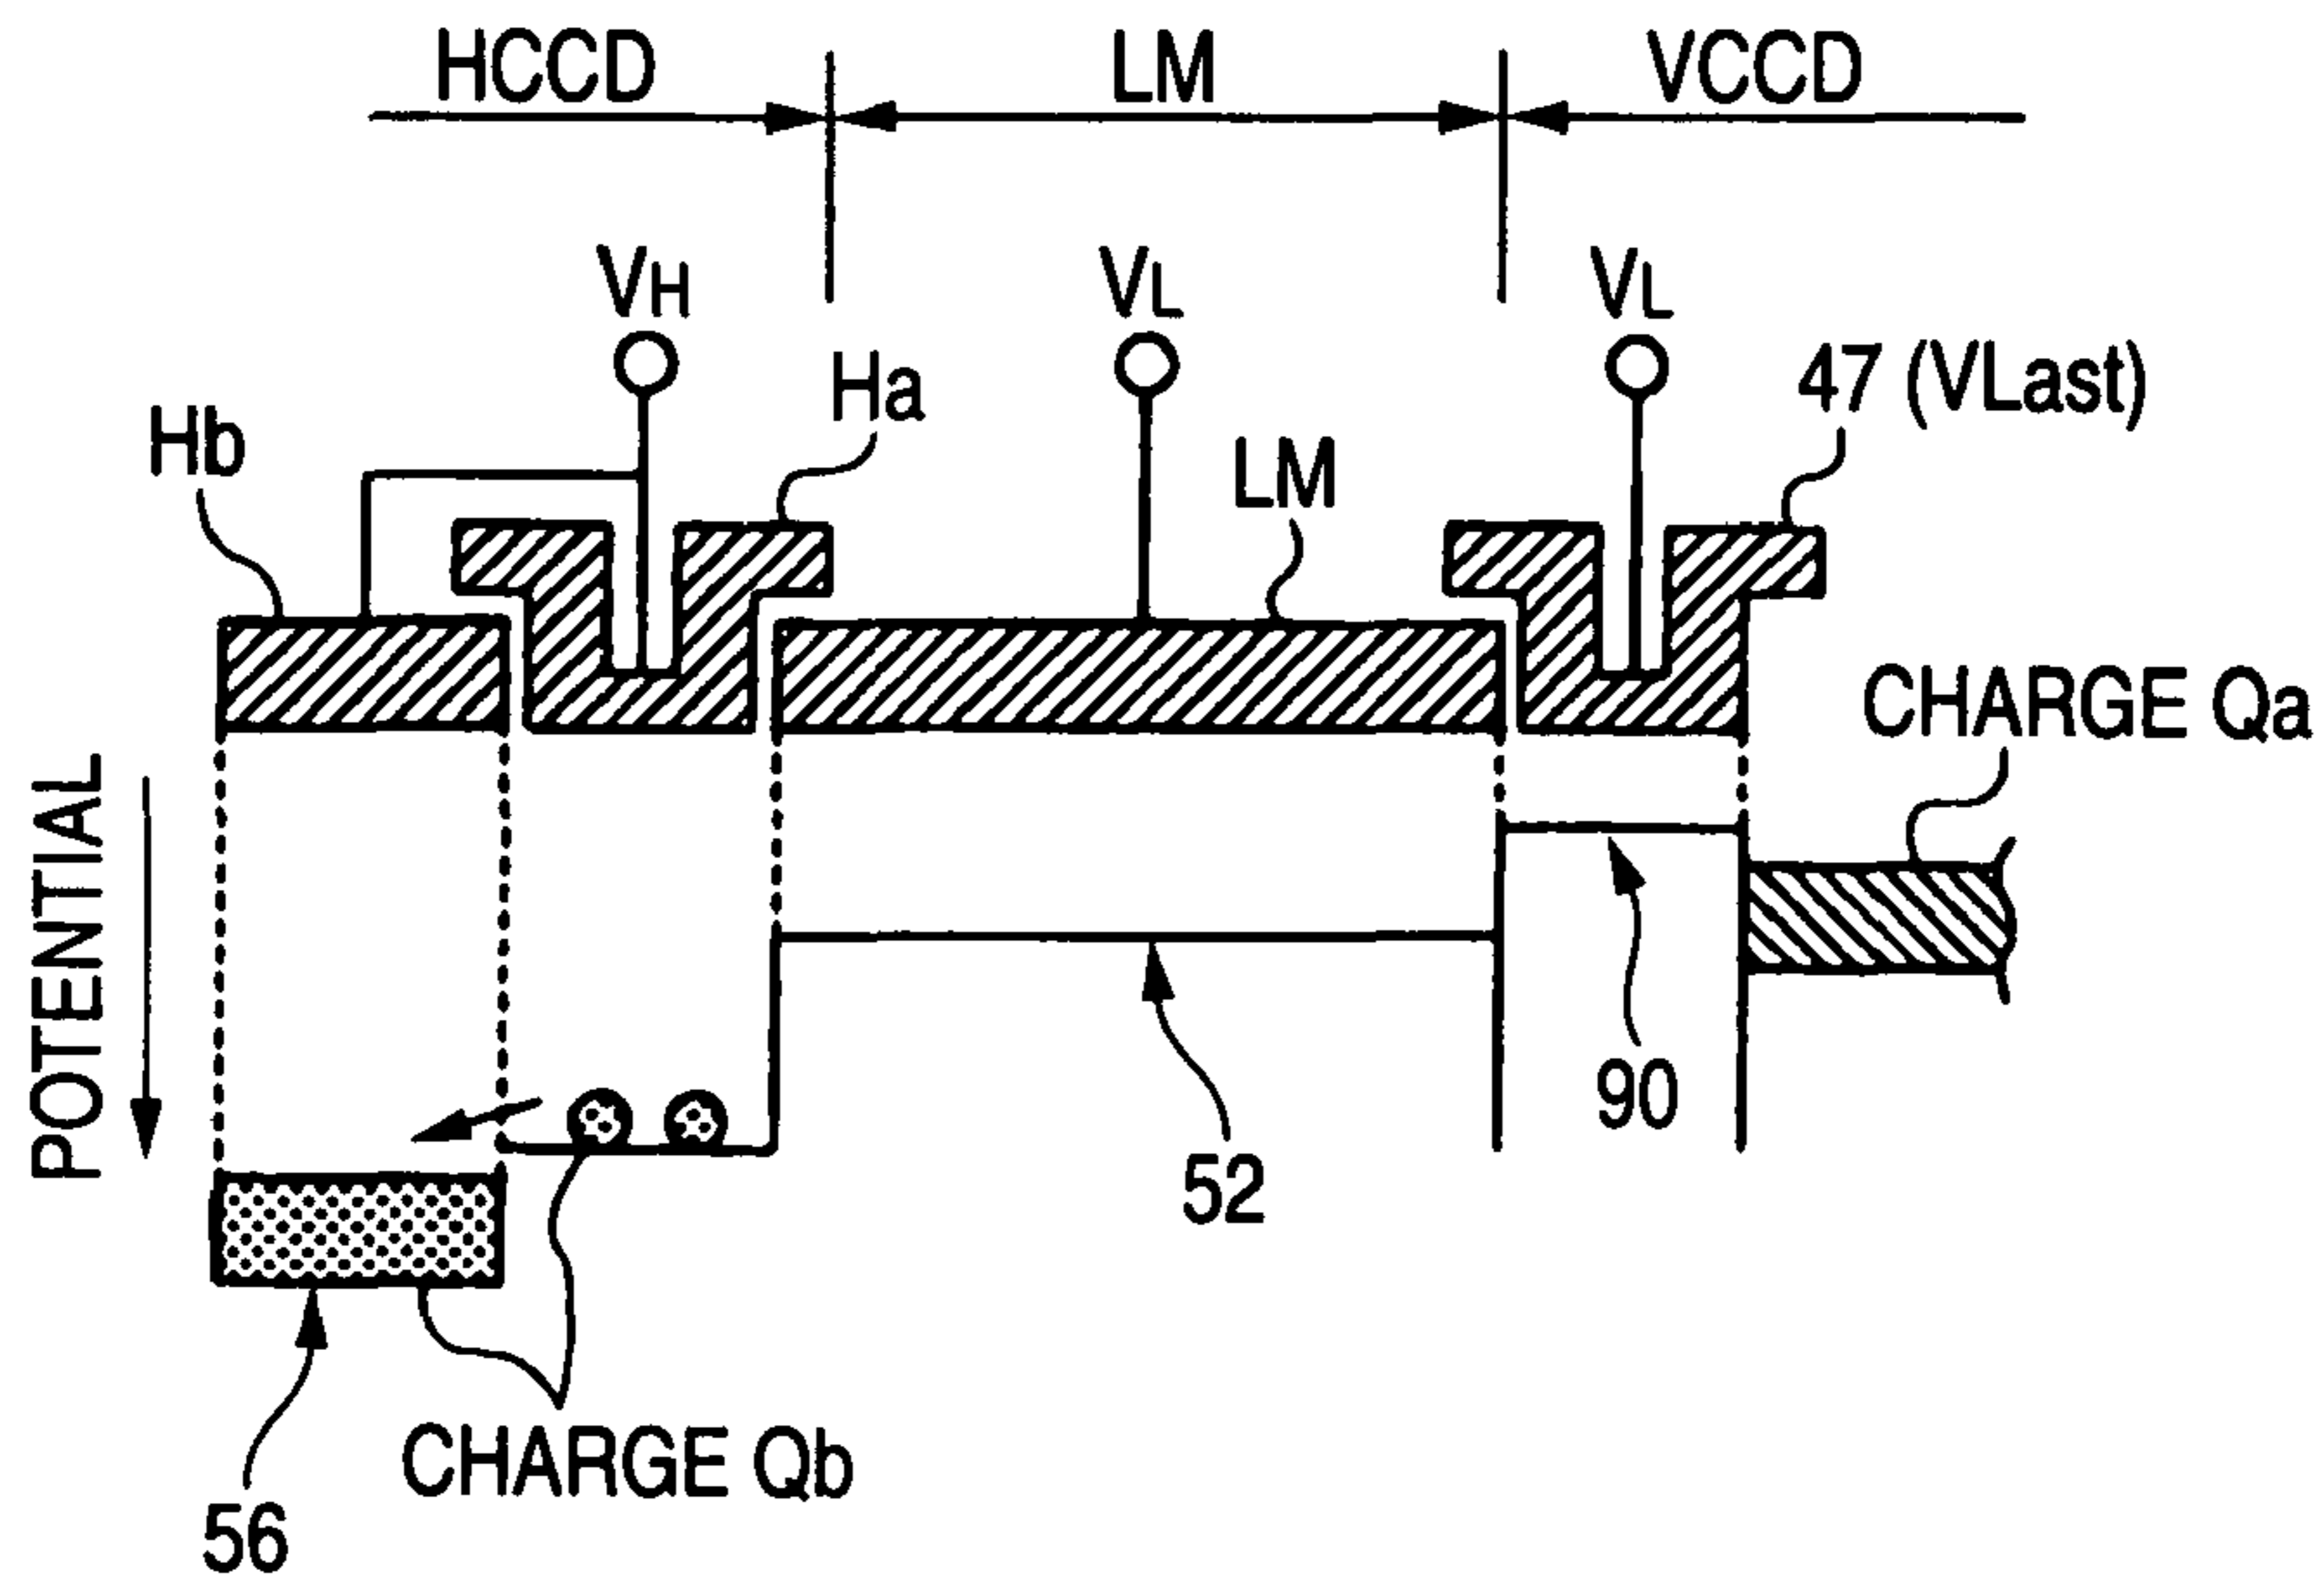 HCCD LM VCCD
VH VL VL
Ha 47 (VLast)
Hb LM
CHARGE Qa
POTENTIAL
90
52
CHARGE Qb
56